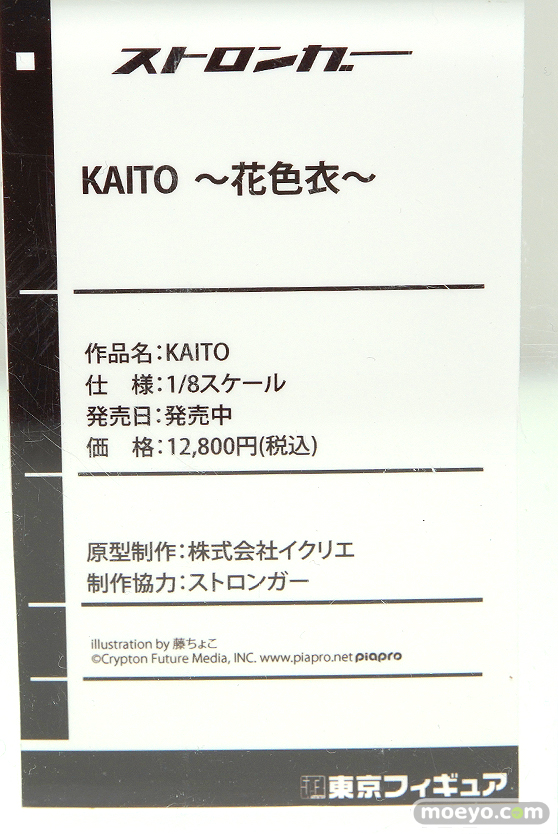 ストロンガー
KAITO ～花色衣～
作品名：KAITO
仕　様：1/8スケール
発売日：発売中
価　格：12,800円(税込)
原型制作：株式会社イクリエ
制作協力：ストロンガー
illustration by 藤ちょこ
©Crypton Future Media, INC. www.piapro.net piapro
東京フィギュア
moeyo.com